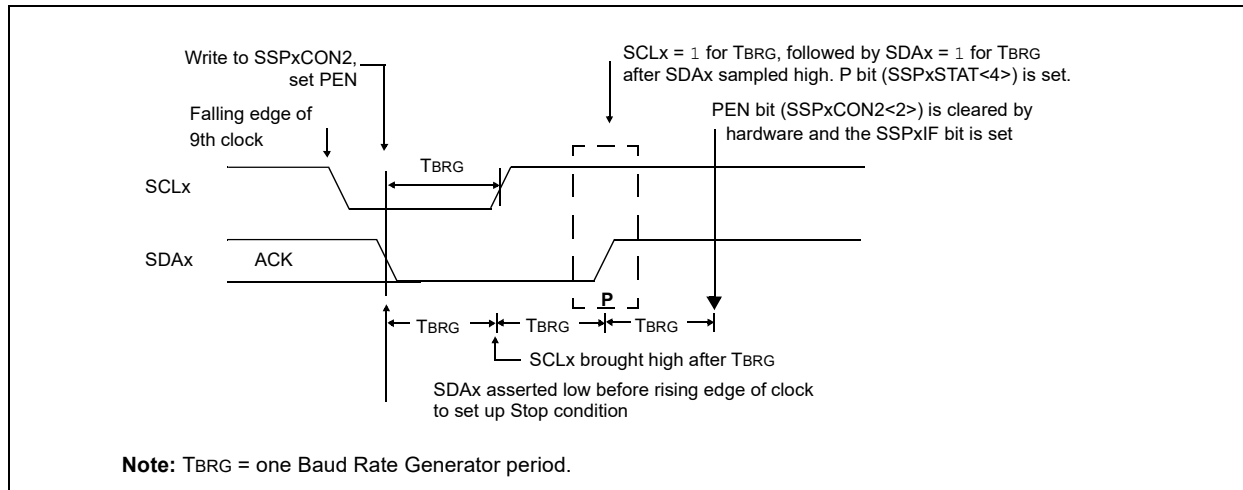 Write to SSPxCON2,
set PEN
SCLx = 1 for TBRG, followed by SDAx = 1 for TBRG
after SDAx sampled high. P bit (SSPxSTAT<4>) is set.
Falling edge of
9th clock
PEN bit (SSPxCON2<2>) is cleared by
hardware and the SSPxIF bit is set
TBRG
SCLx
SDAx
ACK
P
TBRG
TBRG
TBRG
SCLx brought high after TBRG
SDAx asserted low before rising edge of clock
to set up Stop condition
Note: TBRG = one Baud Rate Generator period.